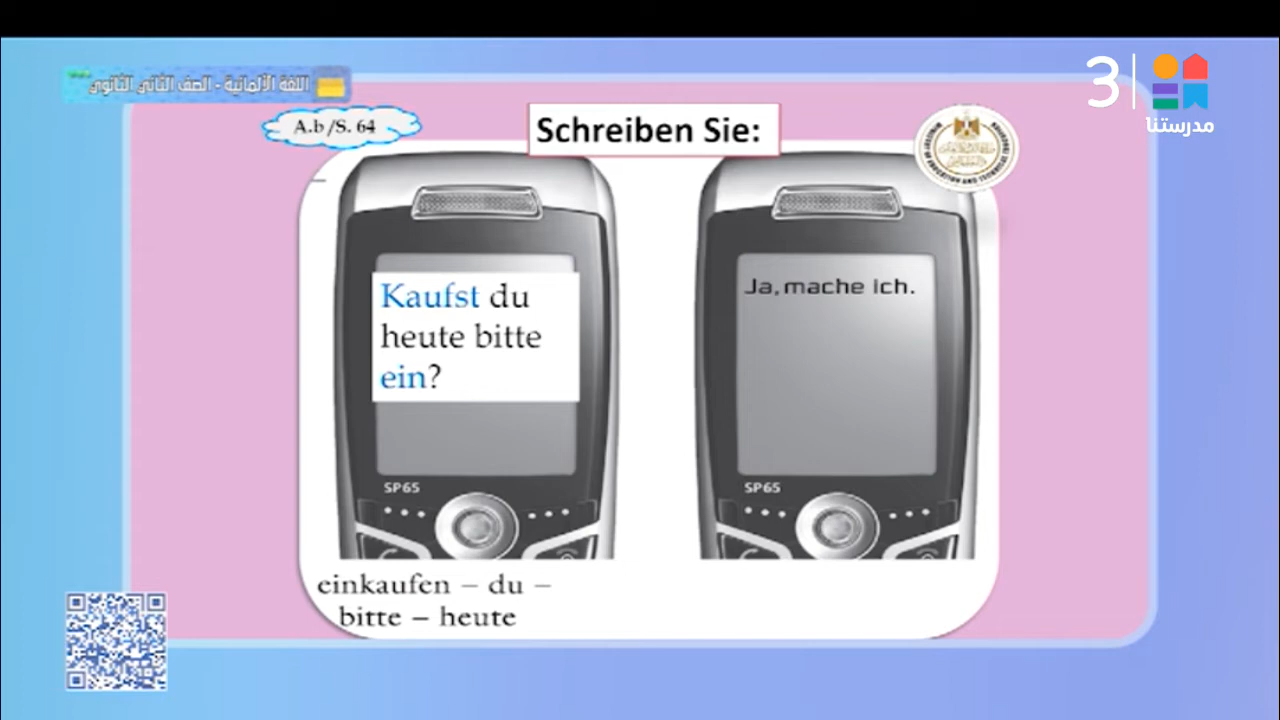 اللغة الألمانية - الصف الثاني الثانوي
3
مدرستنا
A.b /S. 64
Schreiben Sie:
Kaufst du
heute bitte
ein?
Ja, mache ich.
SP65
SP65
einkaufen – du –
bitte – heute